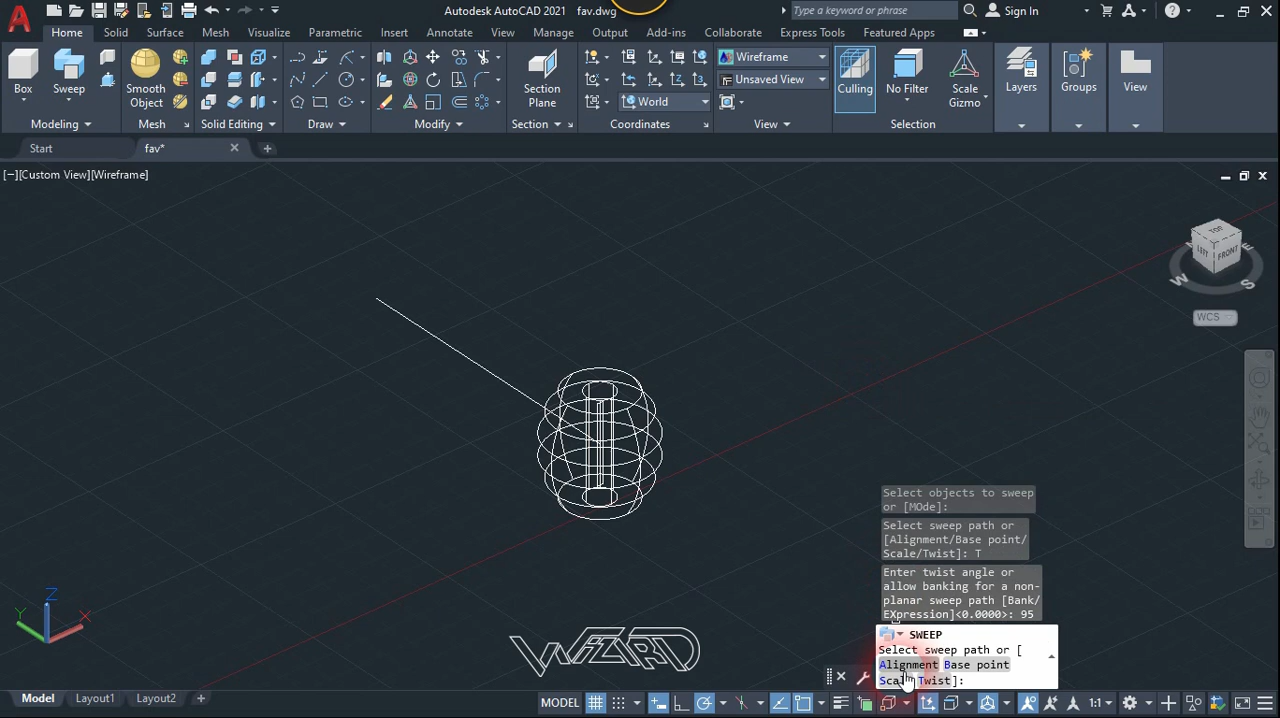 Autodesk AutoCAD 2021 fav.dwg
Type a keyword or phrase
Sign In
Home Solid Surface Mesh Visualize Parametric Insert Annotate View Manage Output Add-ins Collaborate Express Tools Featured Apps
Box
Sweep
Smooth Object
Section Plane
Wireframe
Unsaved View
World
Culling
No Filter
Scale Gizmo
Layers
Groups
View
Modeling
Mesh
Solid Editing
Draw
Modify
Section
Coordinates
View
Selection
Start
fav*
[−][Custom View][Wireframe]
TOP
LEFT
FRONT
W
S
WCS
Z
Y
X
WIZARD
Select objects to sweep
or [MOde]:
Select sweep path or
[Alignment/Base point/
Scale/Twist]: T
Enter twist angle or
allow banking for a non-
planar sweep path [Bank/
EXpression]<0.0000>: 95
SWEEP
Select sweep path or [
Alignment Base point
Scale Twist]:
Model Layout1 Layout2 +
MODEL
1:1